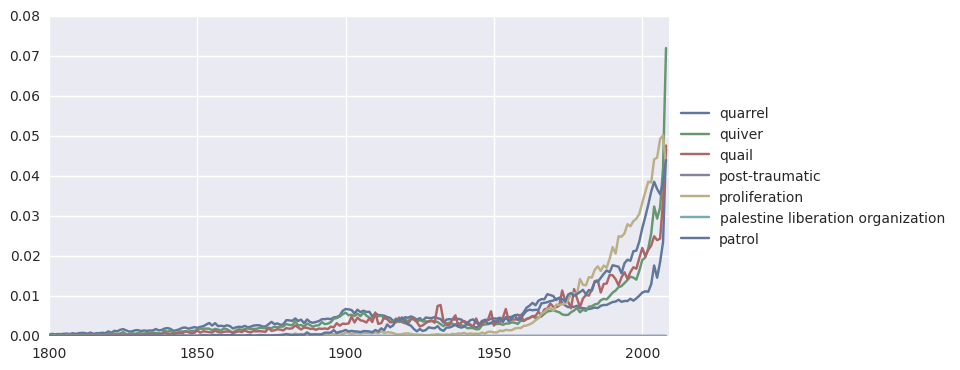 0.08
0.07
0.06
0.05
0.04
0.03
0.02
0.01
0.00
1800 1850 1900 1950 2000
quarrel
quiver
quail
post-traumatic
proliferation
palestine liberation organization
patrol